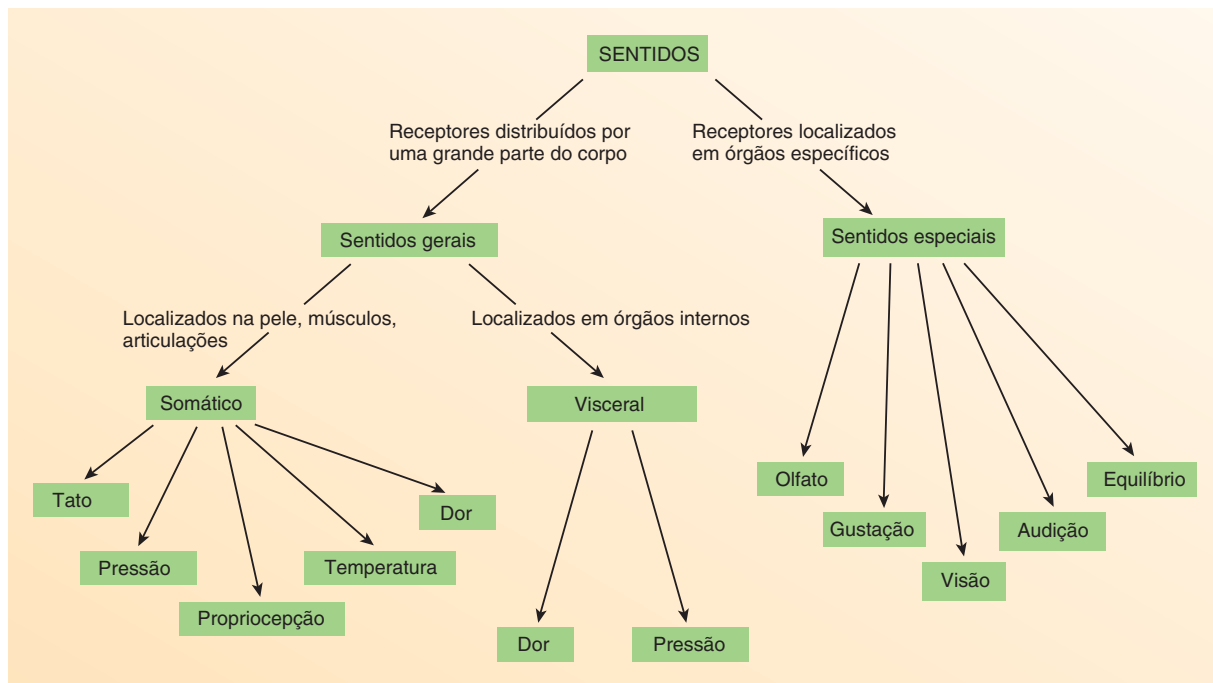 SENTIDOS
Receptores distribuídos por
uma grande parte do corpo
Receptores localizados
em órgãos específicos
Sentidos gerais
Sentidos especiais
Localizados na pele, músculos,
articulações
Localizados em órgãos internos
Somático
Visceral
Tato
Pressão
Propriocepção
Temperatura
Dor
Dor
Pressão
Olfato
Gustação
Visão
Audição
Equilíbrio